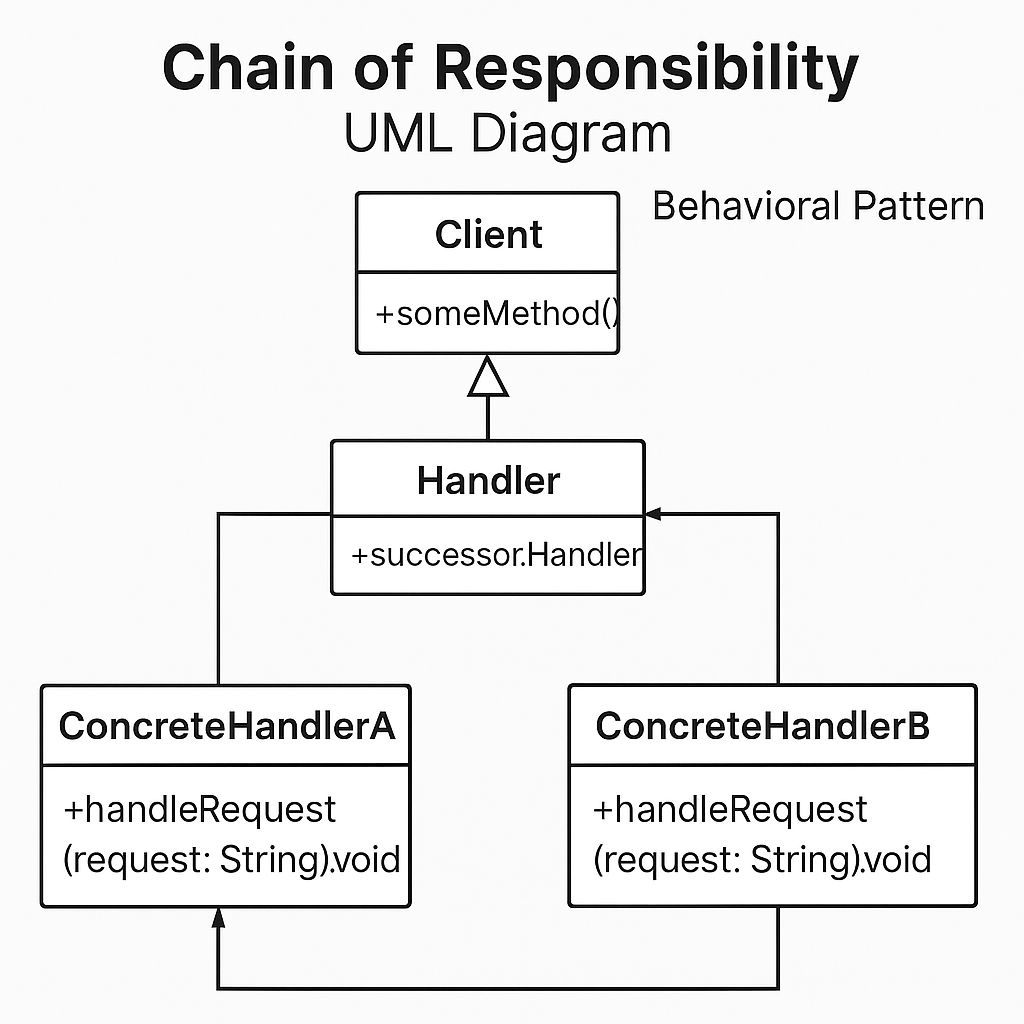 Chain of Responsibility
UML Diagram
Behavioral Pattern
Client
+someMethod()
Handler
+successor.Handler
ConcreteHandlerA
+handleRequest
(request: String).void
ConcreteHandlerB
+handleRequest
(request: String).void